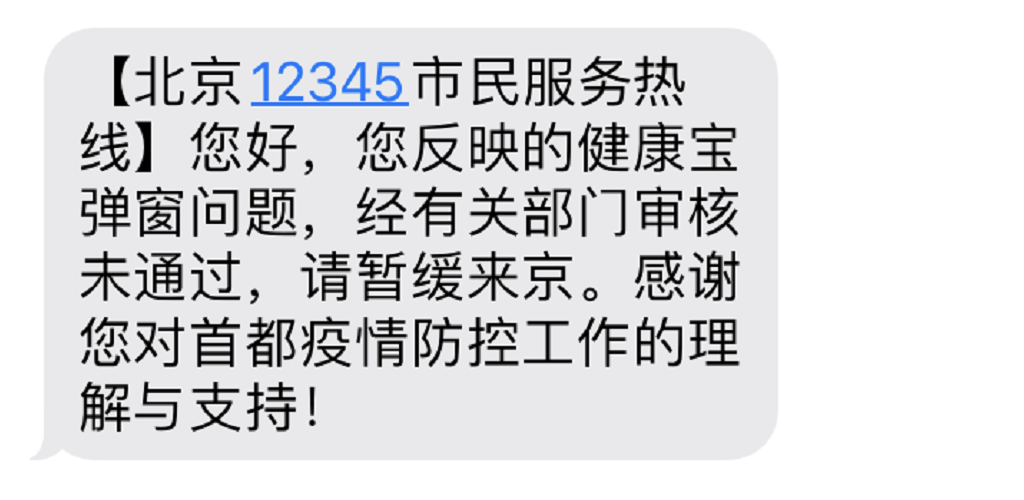 【北京12345市民服务热
线】您好，您反映的健康宝
弹窗问题，经有关部门审核
未通过，请暂缓来京。感谢
您对首都疫情防控工作的理
解与支持！